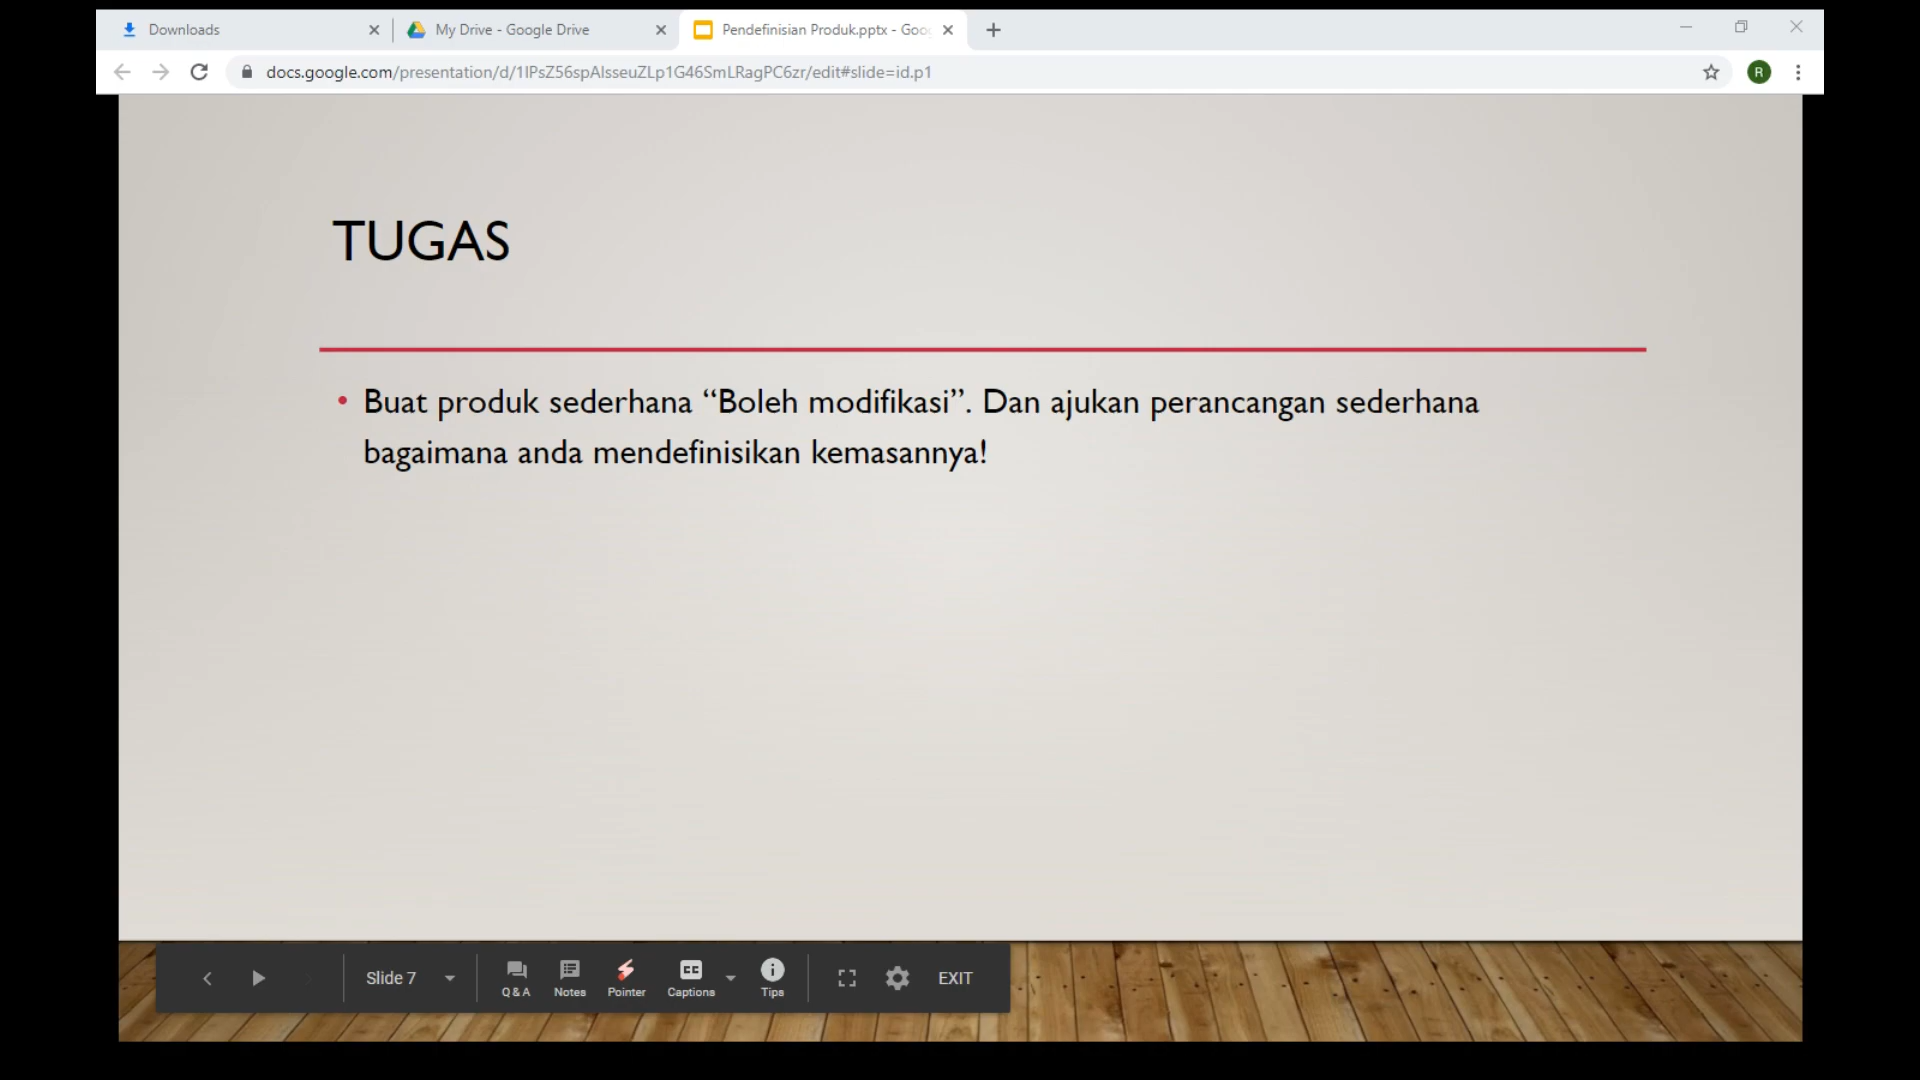 Downloads
My Drive - Google Drive
Pendefinisian Produk.pptx - Goo
docs.google.com/presentation/d/1IPsZ56spAIsseuZLp1G46SmLRagPC6zr/edit#slide=id.p1
R
TUGAS
• Buat produk sederhana “Boleh modifikasi”. Dan ajukan perancangan sederhana
bagaimana anda mendefinisikan kemasannya!
Slide 7
Q & A
Notes
Pointer
CC
Captions
Tips
EXIT